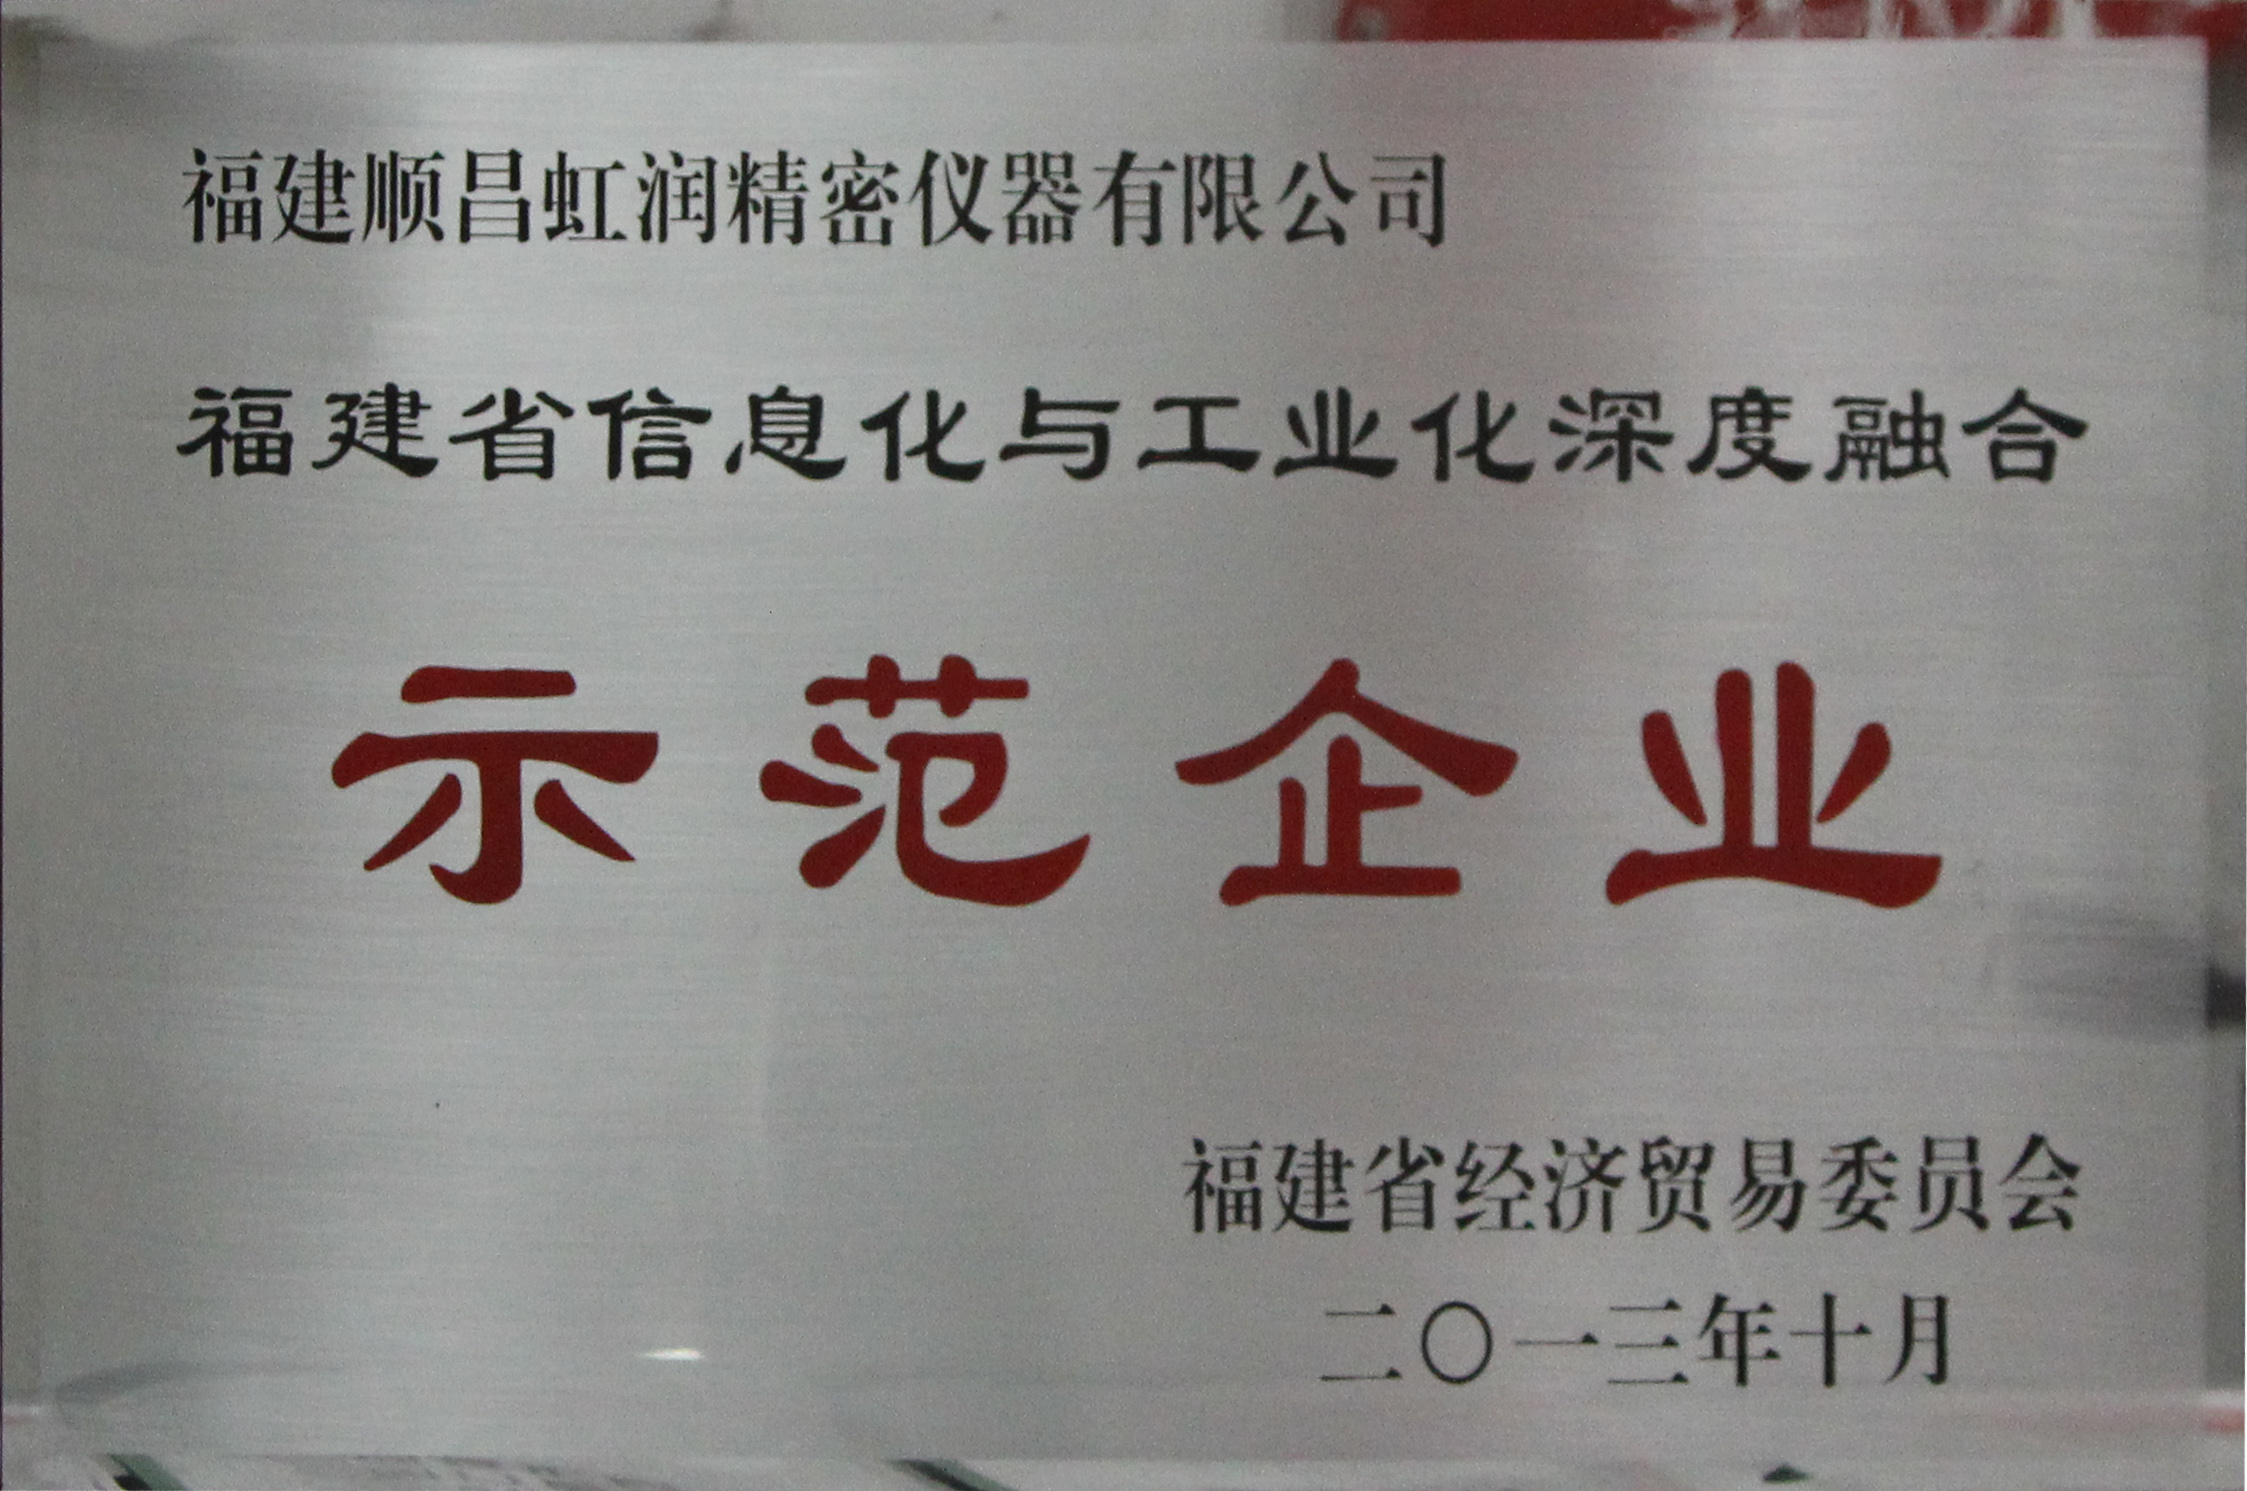 福建顺昌虹润精密仪器有限公司
福建省信息化与工业化深度融合
示范企业
福建省经济贸易委员会
二〇一三年十月